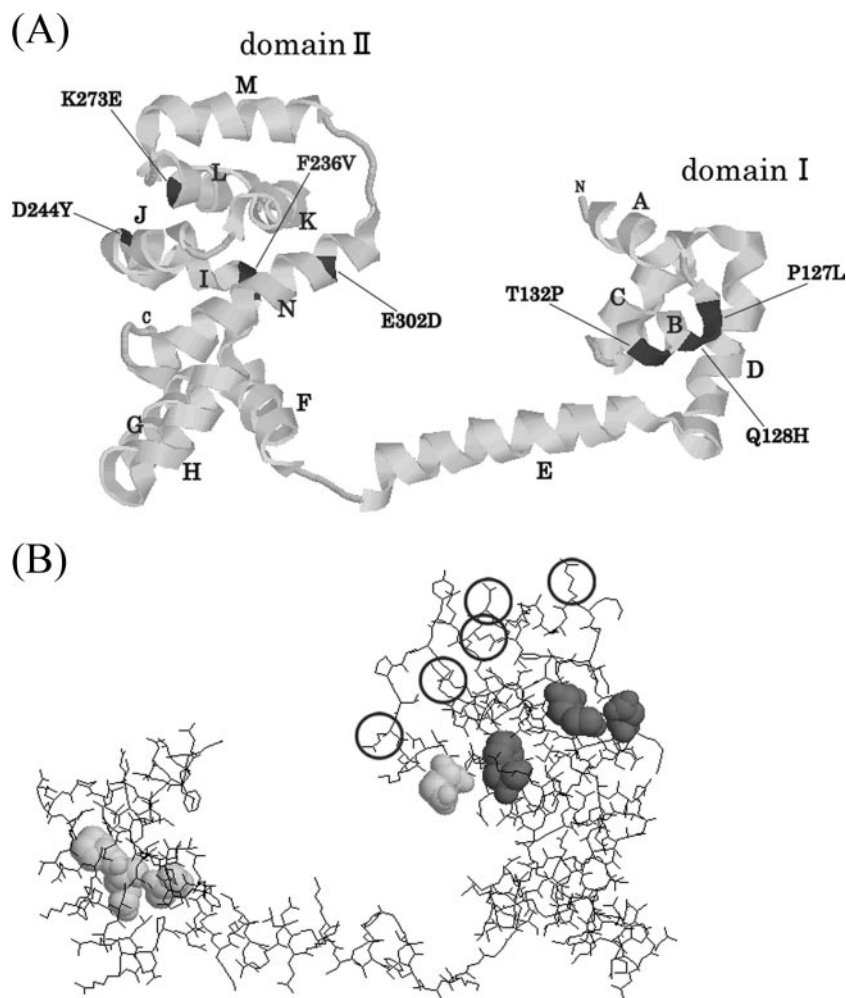 (A)
domain II
domain I
M
K273E
F236V
N
A
L
P127L
D244Y
J
K
T132P
C
B
I
N
E302D
D
C
F
Q128H
G
H
E
(B)